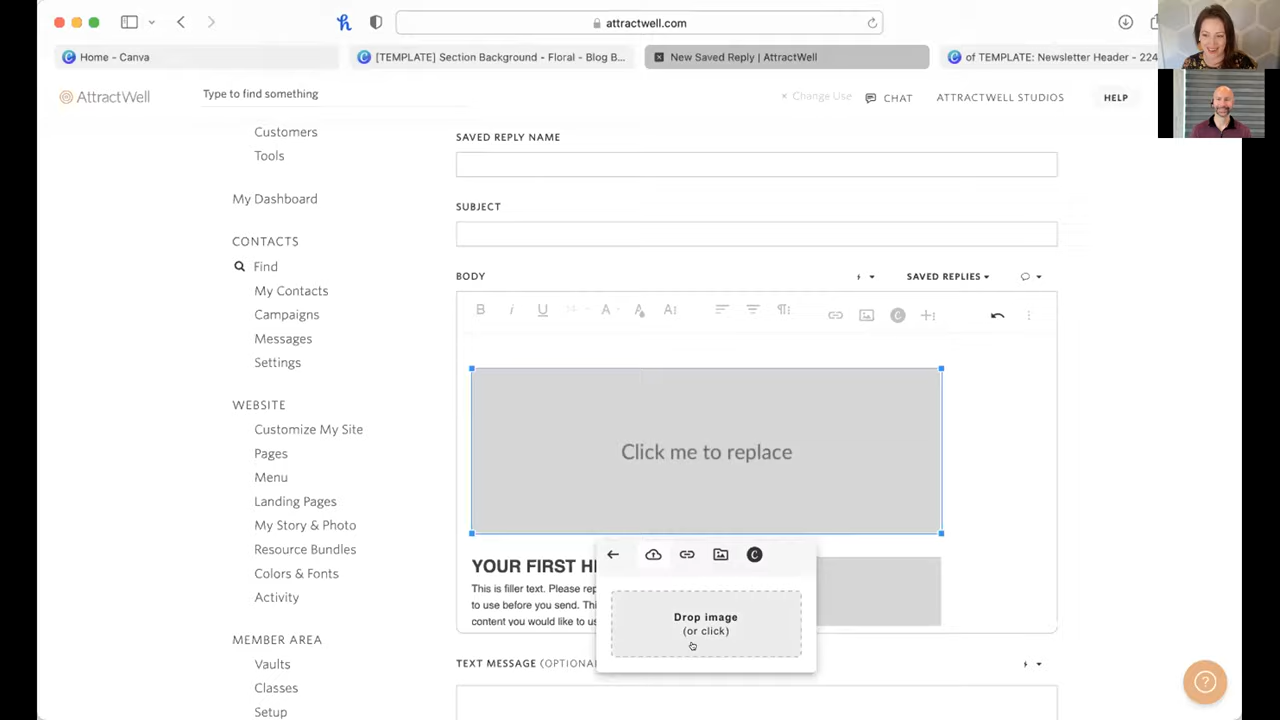 attractwell.com
Home - Canva
[TEMPLATE] Section Background - Floral - Blog B...
New Saved Reply | AttractWell
of TEMPLATE: Newsletter Header - 224
AttractWell
Type to find something
× Change Use
CHAT
ATTRACTWELL STUDIOS
HELP
Customers
Tools
My Dashboard
CONTACTS
Find
My Contacts
Campaigns
Messages
Settings
WEBSITE
Customize My Site
Pages
Menu
Landing Pages
My Story & Photo
Resource Bundles
Colors & Fonts
Activity
MEMBER AREA
Vaults
Classes
Setup
SAVED REPLY NAME
SUBJECT
BODY
SAVED REPLIES
Click me to replace
YOUR FIRST H
This is filler text. Please rep
to use before you send. Thi
content you would like to us
Drop image
(or click)
TEXT MESSAGE (OPTIONA